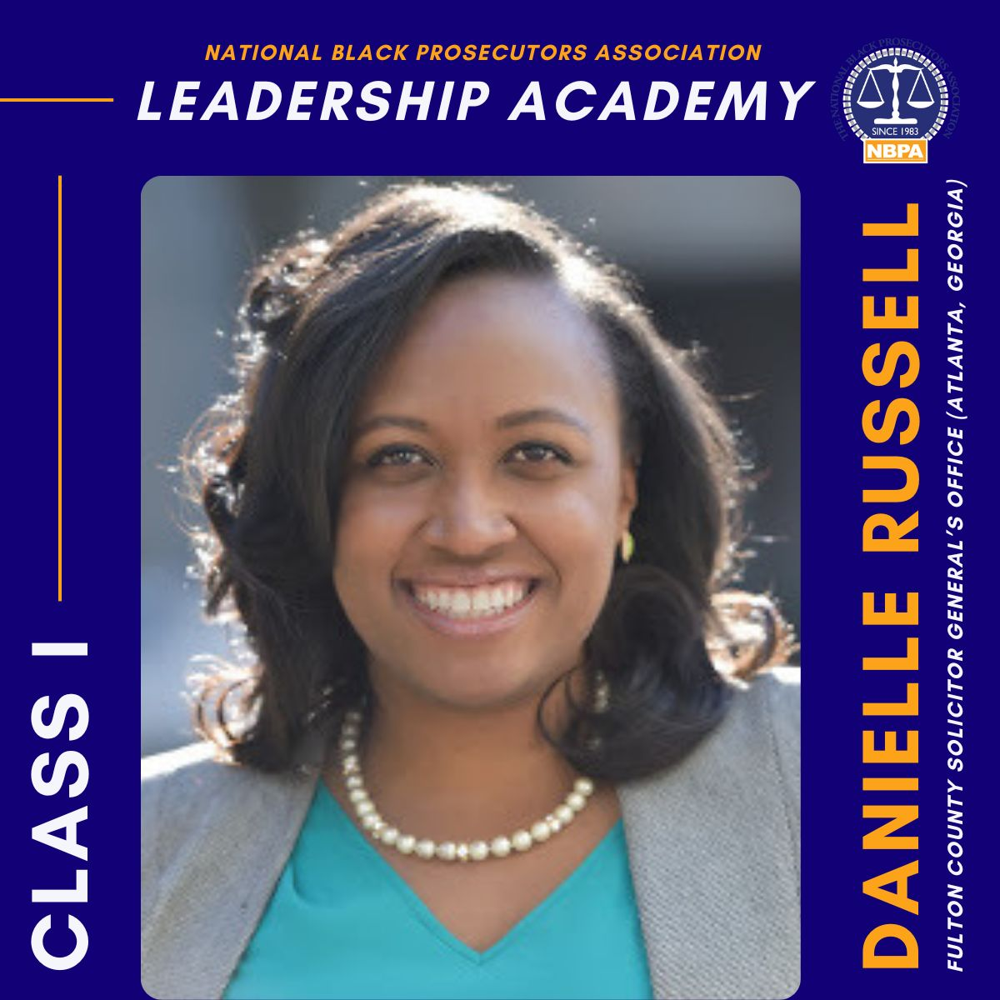 NATIONAL BLACK PROSECUTORS ASSOCIATION
LEADERSHIP ACADEMY
THE NATIONAL BLACK PROSECUTORS ASSOCIATION
SINCE 1983
NBPA
CLASS I
DANIELLE RUSSELL
FULTON COUNTY SOLICITOR GENERAL'S OFFICE (ATLANTA, GEORGIA)